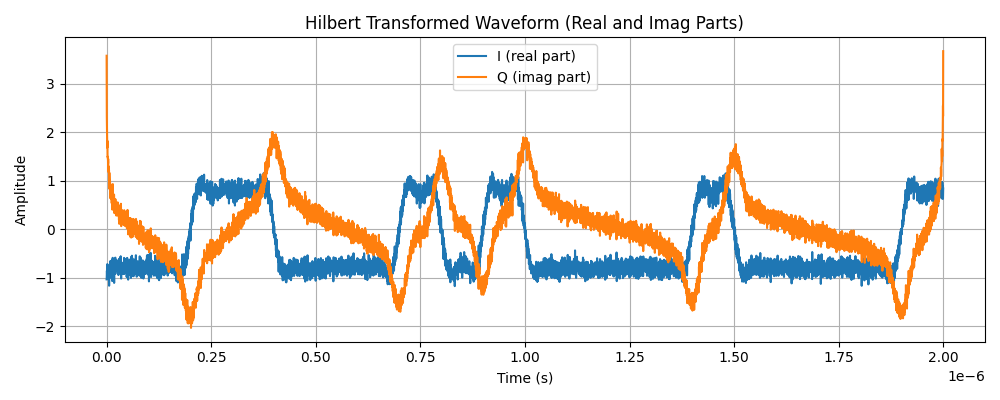 Hilbert Transformed Waveform (Real and Imag Parts)
I (real part)
Q (imag part)
Amplitude
3
2
1
0
−1
−2
0.00 0.25 0.50 0.75 1.00 1.25 1.50 1.75 2.00
1e−6
Time (s)